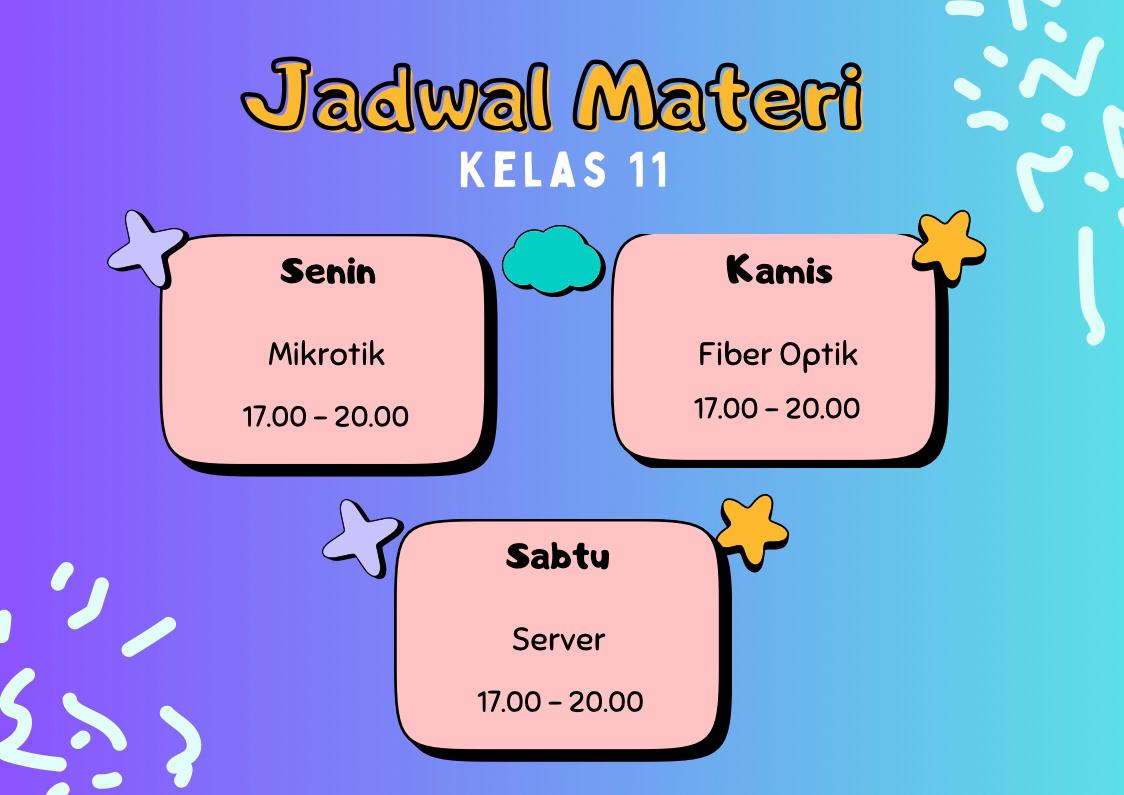 Jadwal Materi
KELAS 11
Senin
Mikrotik
17.00 – 20.00
Kamis
Fiber Optik
17.00 – 20.00
Sabtu
Server
17.00 – 20.00